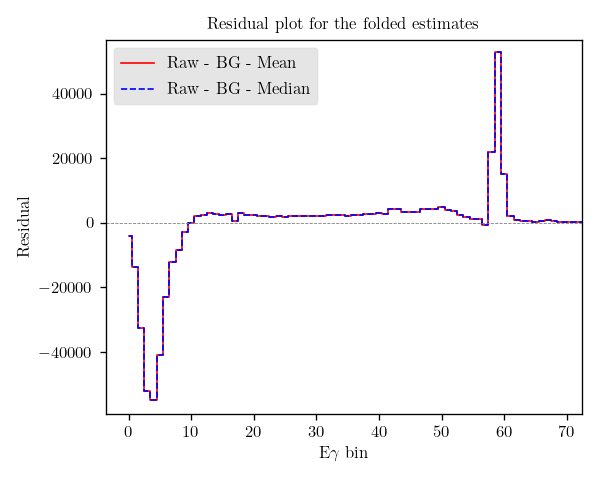 Residual plot for the folded estimates
Raw - BG - Mean
Raw - BG - Median
40000
20000
0
−20000
−40000
Residual
0 10 20 30 40 50 60 70
Eγ bin